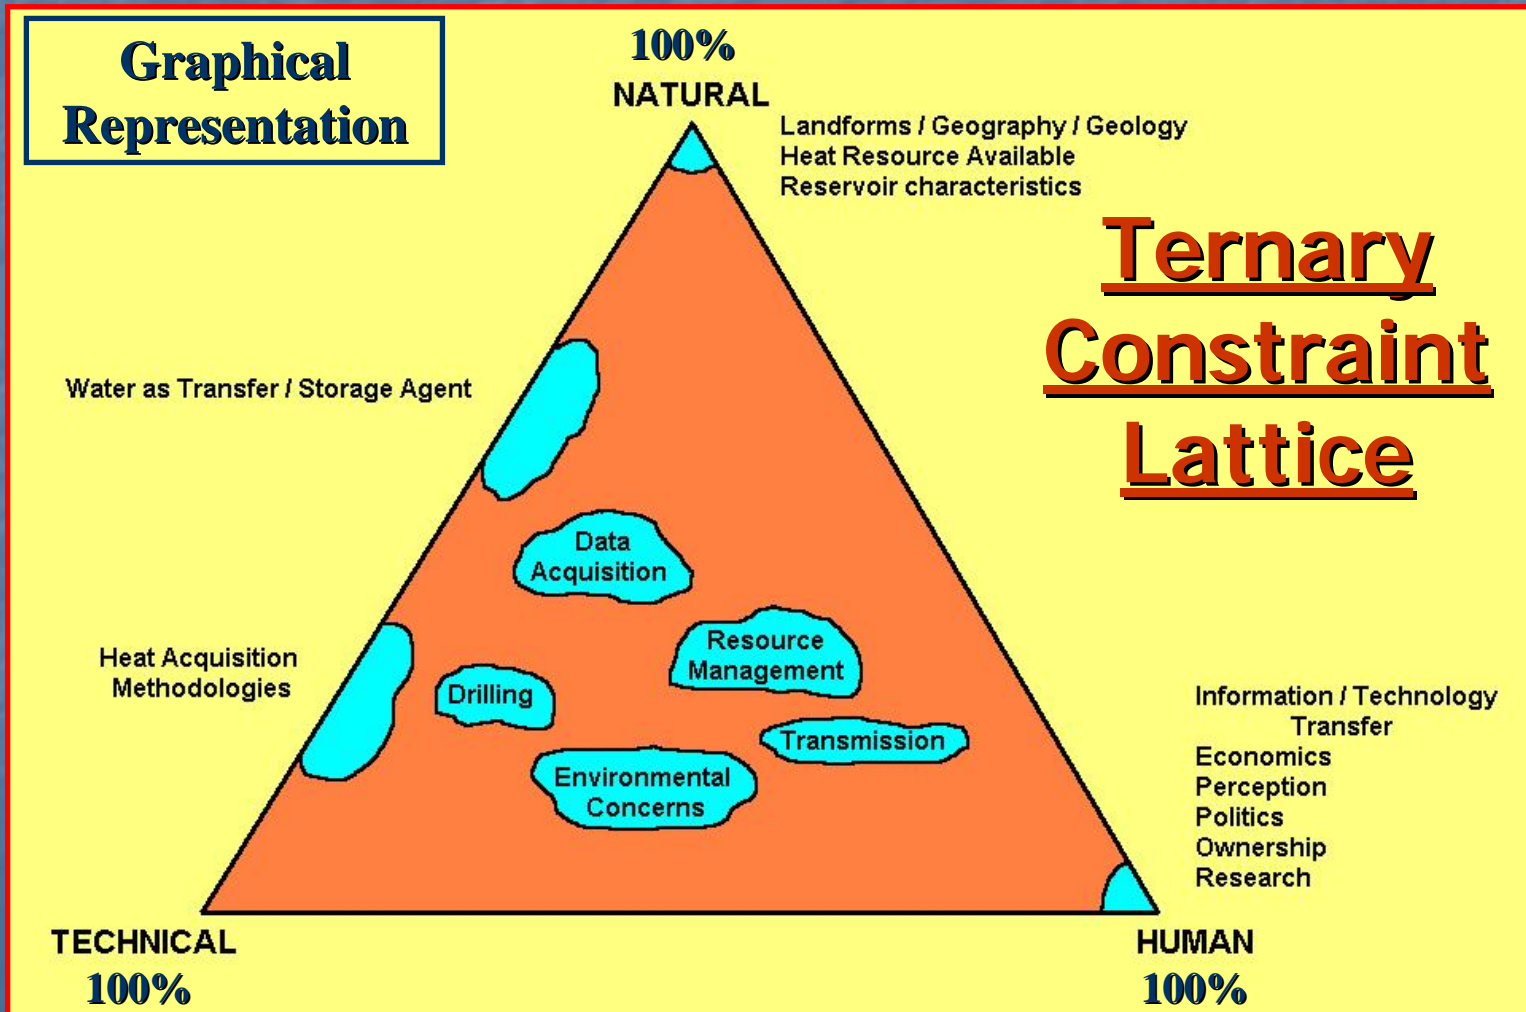 Graphical
Representation
100%
NATURAL
Landforms / Geography / Geology
Heat Resource Available
Reservoir characteristics
Ternary
Constraint
Lattice
Water as Transfer / Storage Agent
Data
Acquisition
Resource
Management
Heat Acquisition
Methodologies
Drilling
Transmission
Environmental
Concerns
Information / Technology
Transfer
Economics
Perception
Politics
Ownership
Research
TECHNICAL
100%
HUMAN
100%